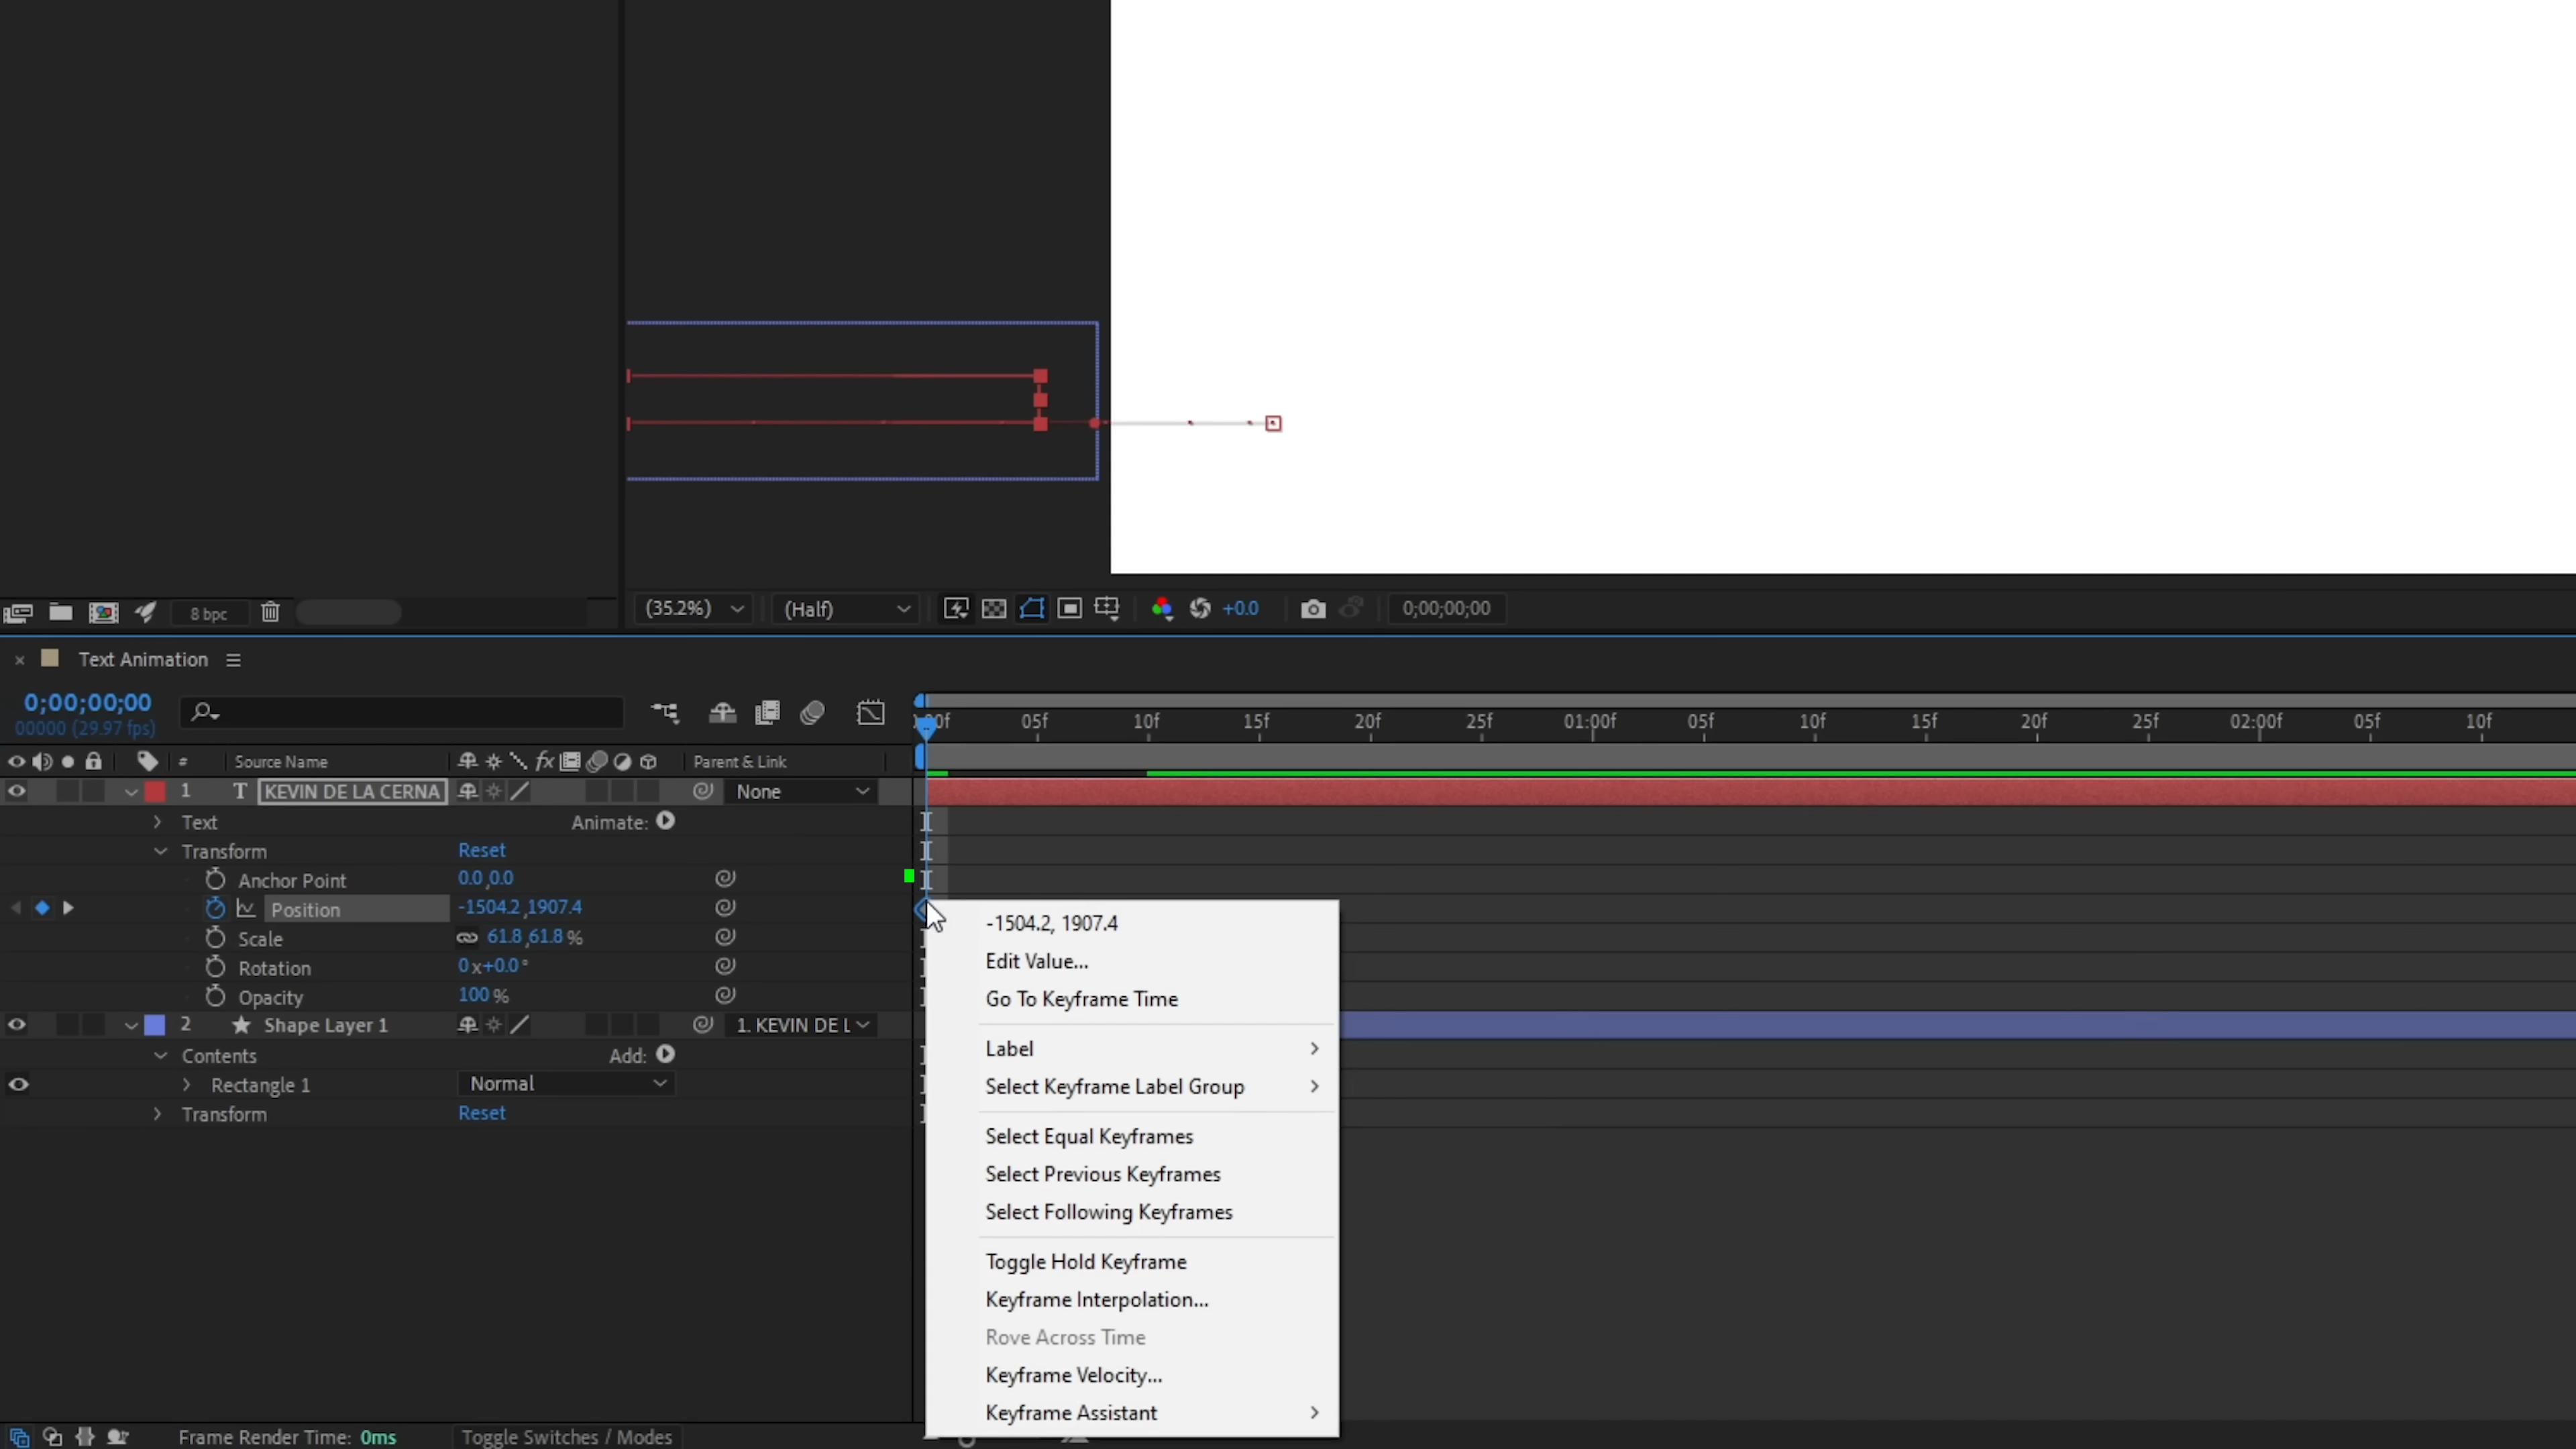 8 bpc
(35.2%)
(Half)
+0.0
0;00;00;00
Text Animation
0;00;00;00
00000 (29.97 fps)
00f 05f 10f 15f 20f 25f 01:00f 05f 10f 15f 20f 25f 02:00f 05f 10f
# Source Name fx Parent & Link
1 T KEVIN DE LA CERNA None
Text Animate:
Transform Reset
Anchor Point 0.0,0.0
Position -1504.2,1907.4
Scale 61.8,61.8 %
Rotation 0x+0.0°
Opacity 100 %
2 Shape Layer 1 1. KEVIN DE L
Contents Add:
Rectangle 1 Normal
Transform Reset
-1504.2, 1907.4
Edit Value...
Go To Keyframe Time
Label
Select Keyframe Label Group
Select Equal Keyframes
Select Previous Keyframes
Select Following Keyframes
Toggle Hold Keyframe
Keyframe Interpolation...
Rove Across Time
Keyframe Velocity...
Keyframe Assistant
Frame Render Time: 0ms
Toggle Switches / Modes